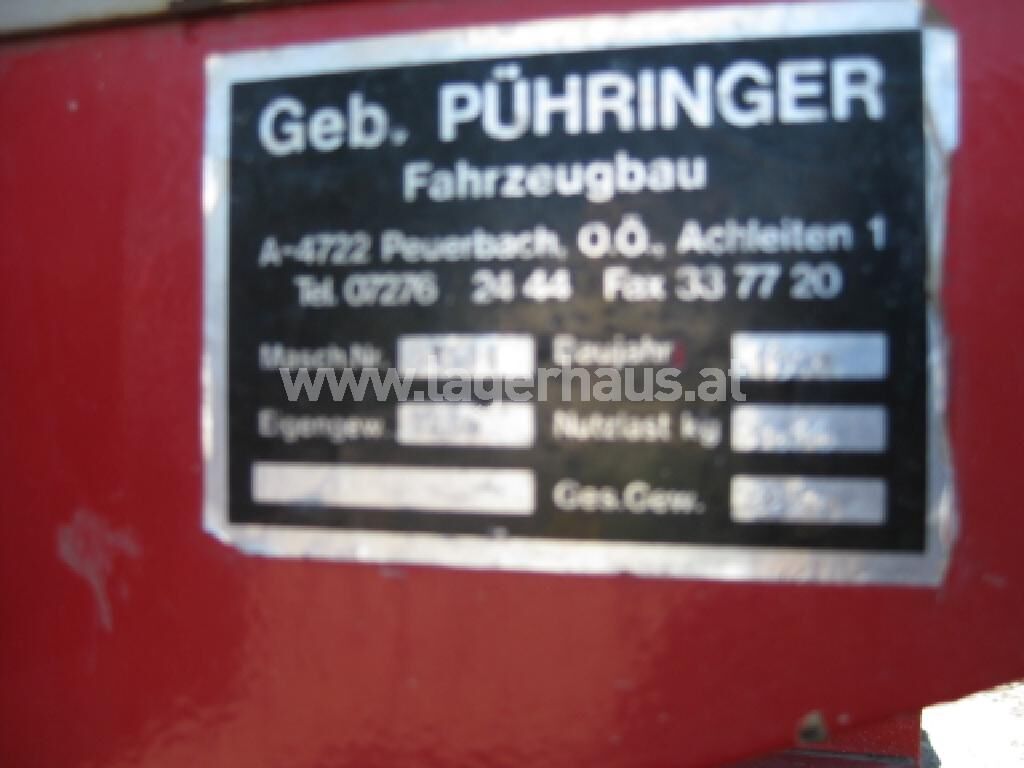 Geb. PÜHRINGER
Fahrzeugbau
A-4722 Peuerbach, O.Ö., Achleiten 1
Tel. 07276 24 44 Fax 33 77 20
Masch.Nr. Baujahr
www.lagerhaus.at
Eigengew. Nutzlast kg
Ges.Gew.